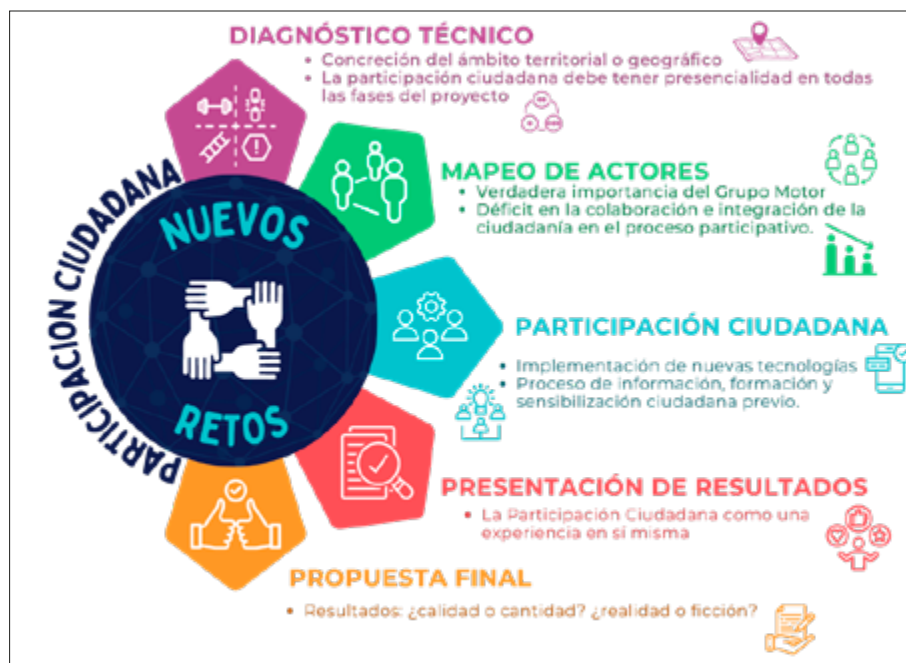 DIAGNÓSTICO TÉCNICO
• Concreción del ámbito territorial o geográfico
• La participación ciudadana debe tener presencialidad en todas
las fases del proyecto
MAPEO DE ACTORES
• Verdadera importancia del Grupo Motor
• Déficit en la colaboración e integración de la
ciudadanía en el proceso participativo.
PARTICIPACION CIUDADANA
NUEVOS
RETOS
PARTICIPACIÓN CIUDADANA
• Implementación de nuevas tecnologías
• Proceso de información, formación y
sensibilización ciudadana previo.
PRESENTACIÓN DE RESULTADOS
• La Participación Ciudadana como una
experiencia en sí misma
PROPUESTA FINAL
• Resultados: ¿calidad o cantidad? ¿realidad o ficción?